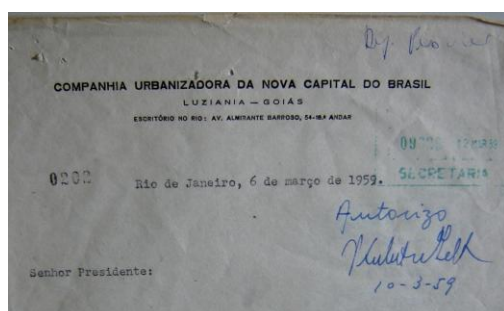 COMPANHIA URBANIZADORA DA NOVA CAPITAL DO BRASIL
LUZIANIA — GOIÁS
ESCRITÓRIO NO RIO: AV. ALMIRANTE BARROSO, 54-18.º ANDAR
0202
Rio de Janeiro, 6 de março de 1959.
SECRETARIA
Autorizo
10-3-59
Senhor Presidente: